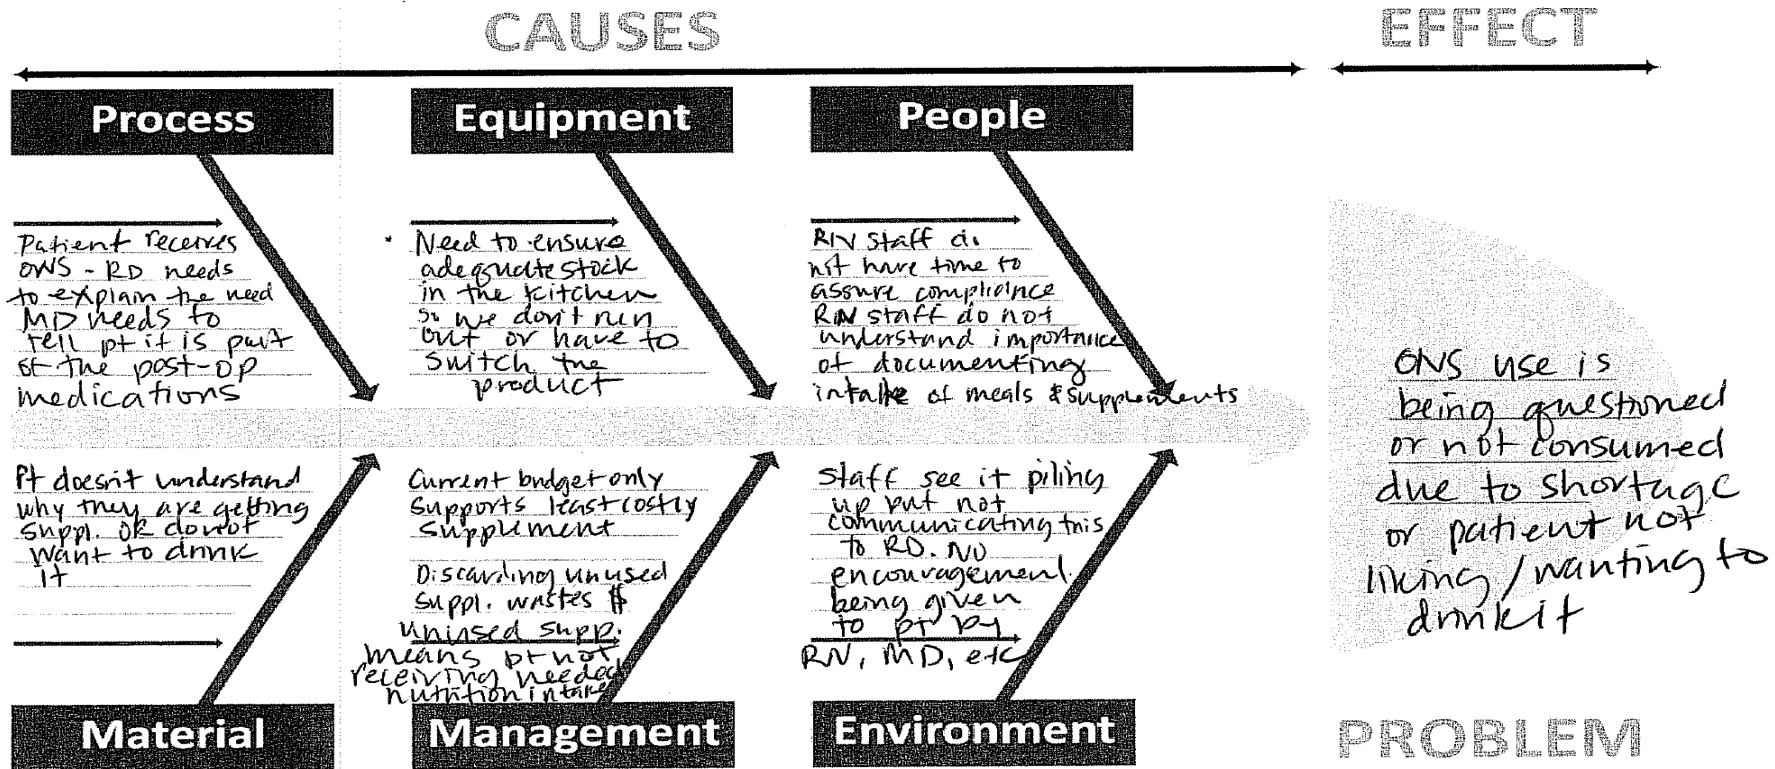 CAUSES
EFFECT
Process
Equipment
People
Patient receives
ONS - RD needs
to explain the need
MD needs to
tell pt it is part
of the post-op
medications
Need to ensure
adequate stock
in the kitchen
so we don't run
out or have to
switch the
product
RN staff do
not have time to
assure compliance
RN staff do not
understand importance
of documenting
intake of meals & supplements
Pt doesn't understand
why they are getting
suppl. OR do not
want to drink
it
Current budget only
supports least costly
supplement
Discarding unused
suppl. wastes $
Uninsed supp.
means pt not
receiving needed
nutrition intake
Staff see it piling
up but not
communicating this
to RD. No
encouragement.
being given
to pt by
RN, MD, etc
ONS use is
being questioned
or not consumed
due to shortage
or patient not
liking / wanting to
drink it
Material
Management
Environment
PROBLEM